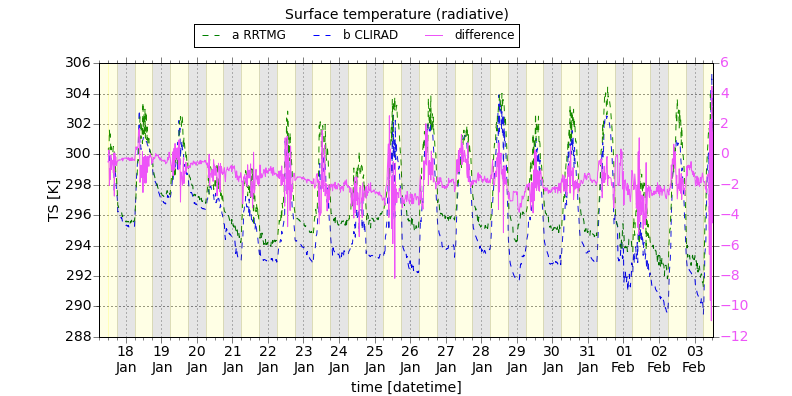 Surface temperature (radiative)
a RRTMG b CLIRAD difference
306 6
304 4
302 2
300 0
298 −2
296 −4
294 −6
292 −8
290 −10
288 −12
TS [K]
18 19 20 21 22 23 24 25 26 27 28 29 30 31 01 02 03
Jan Jan Jan Jan Jan Jan Jan Jan Jan Jan Jan Jan Jan Jan Feb Feb Feb
time [datetime]